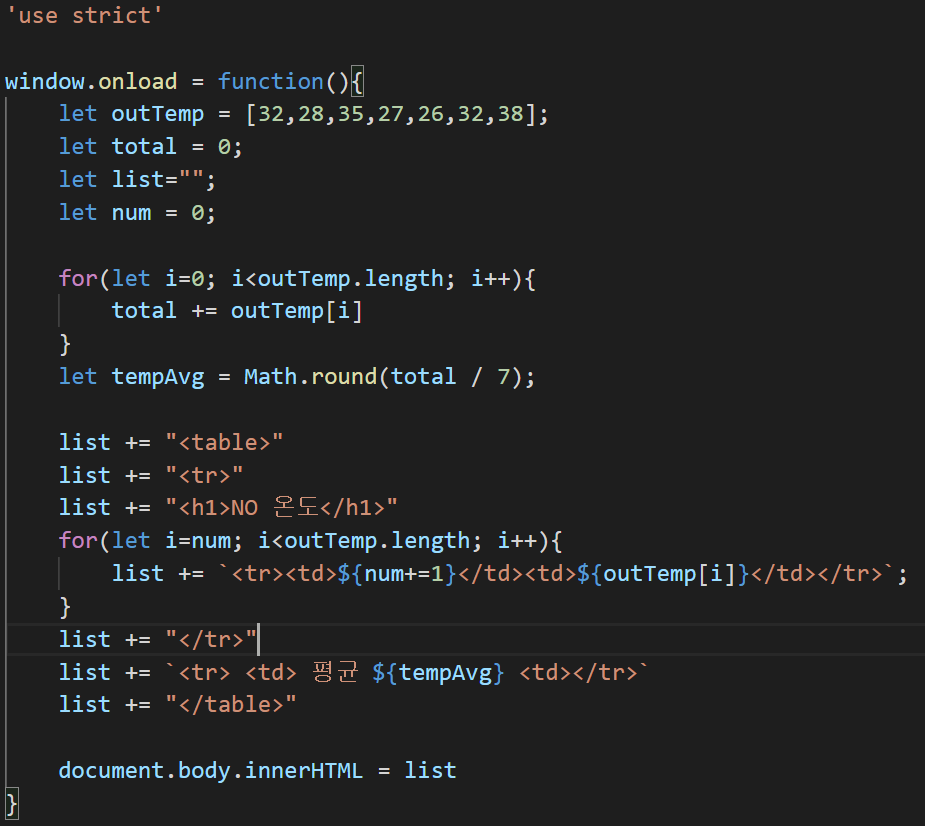 'use strict'
window.onload = function(){
let outTemp = [32,28,35,27,26,32,38];
let total = 0;
let list="";
let num = 0;
for(let i=0; i<outTemp.length; i++){
total += outTemp[i]
}
let tempAvg = Math.round(total / 7);
list += "<table>"
list += "<tr>"
list += "<h1>NO 온도</h1>"
for(let i=num; i<outTemp.length; i++){
list += `<tr><td>${num+=1}</td><td>${outTemp[i]}</td></tr>`;
}
list += "</tr>"
list += `<tr> <td> 평균 ${tempAvg} <td></tr>`
list += "</table>"
document.body.innerHTML = list
}